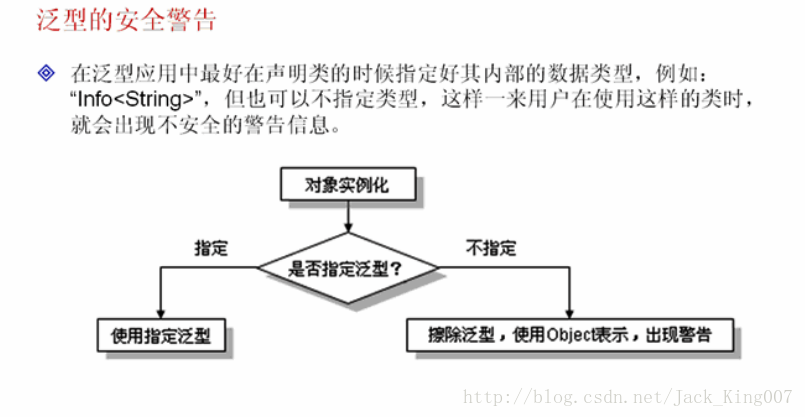 泛型的安全警告
在泛型应用中最好在声明类的时候指定好其内部的数据类型，例如：
“Info<String>”，但也可以不指定类型，这样一来用户在使用这样的类时，
就会出现不安全的警告信息。
对象实例化
指定
不指定
是否指定泛型？
使用指定泛型
擦除泛型，使用Object表示，出现警告
http://blog.csdn.net/Jack_King007